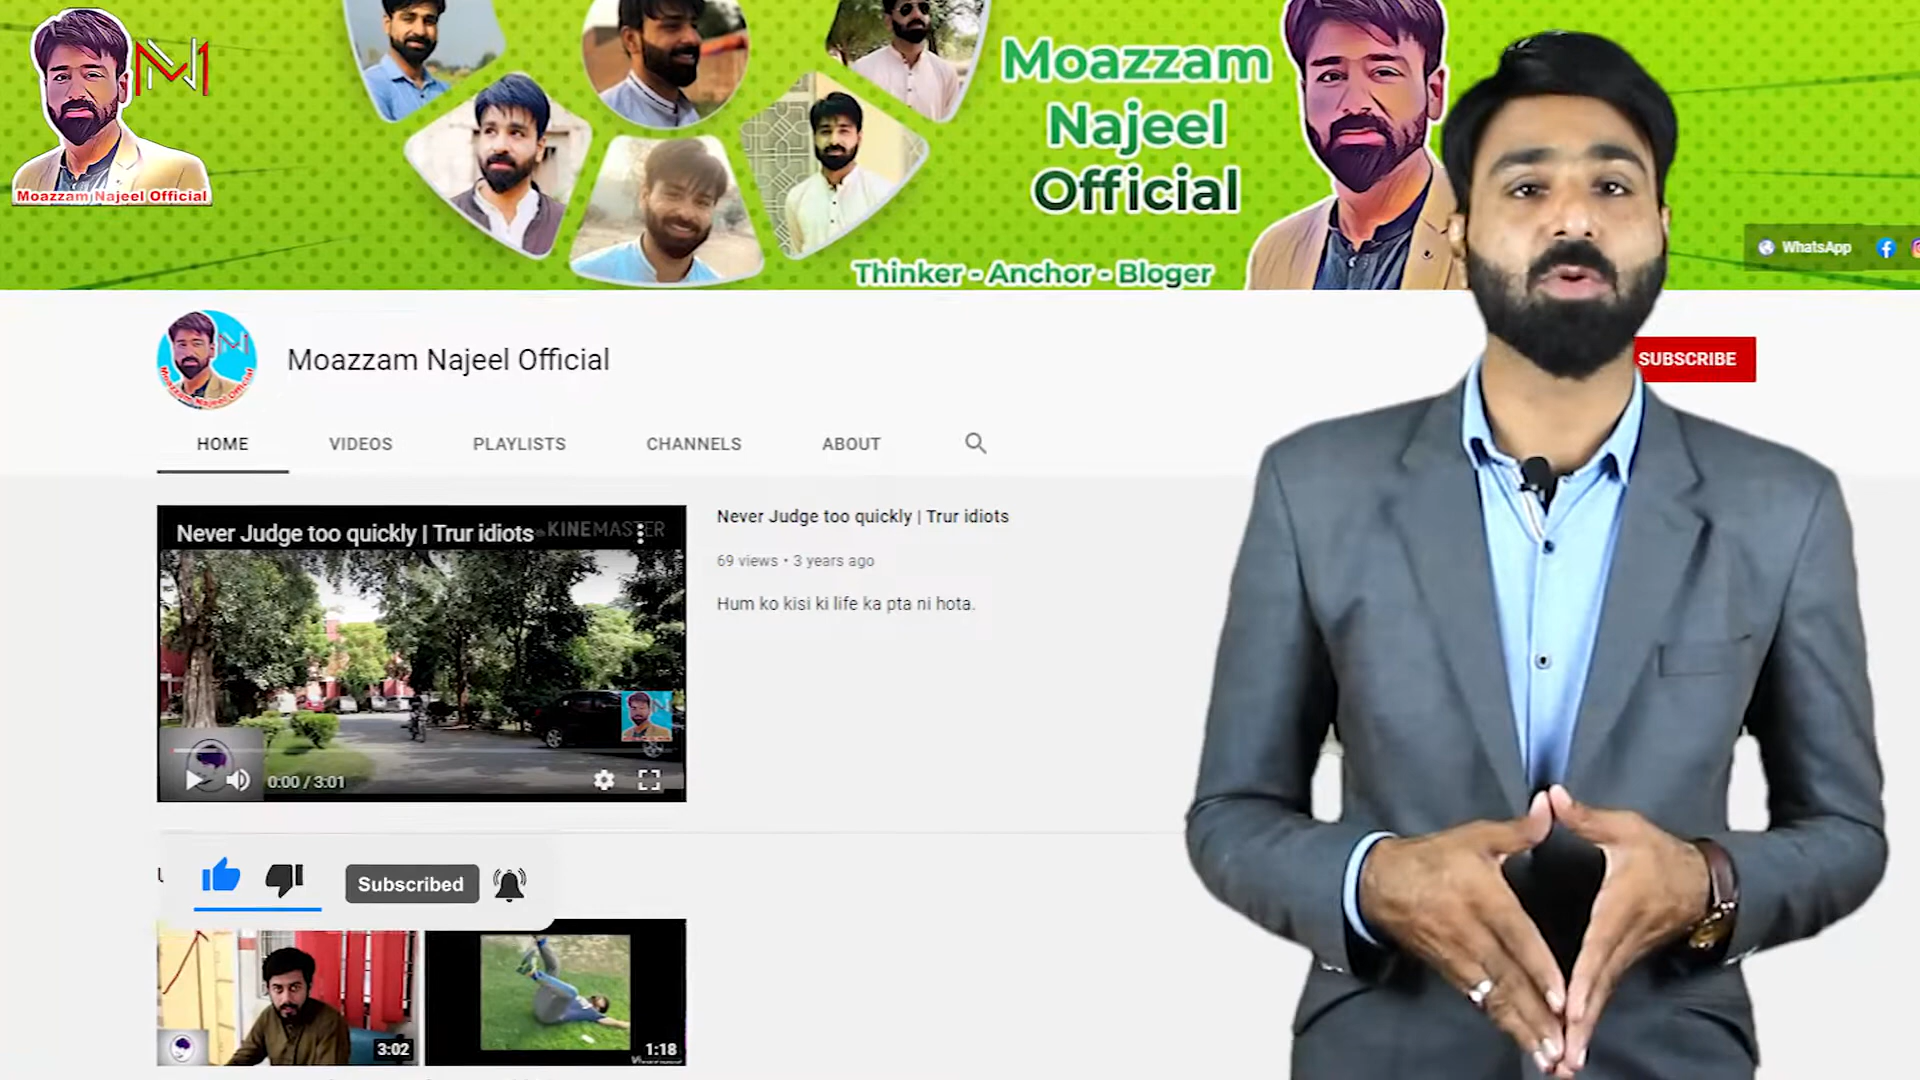 Moazzam Najeel Official
Moazzam
Najeel
Official
Thinker - Anchor - Bloger
WhatsApp
Moazzam Najeel Official
SUBSCRIBE
HOME
VIDEOS
PLAYLISTS
CHANNELS
ABOUT
Never Judge too quickly | Trur idiots
KINEMASTER
0:00 / 3:01
Never Judge too quickly | Trur idiots
69 views • 3 years ago
Hum ko kisi ki life ka pta ni hota.
Subscribed
3:02
1:18